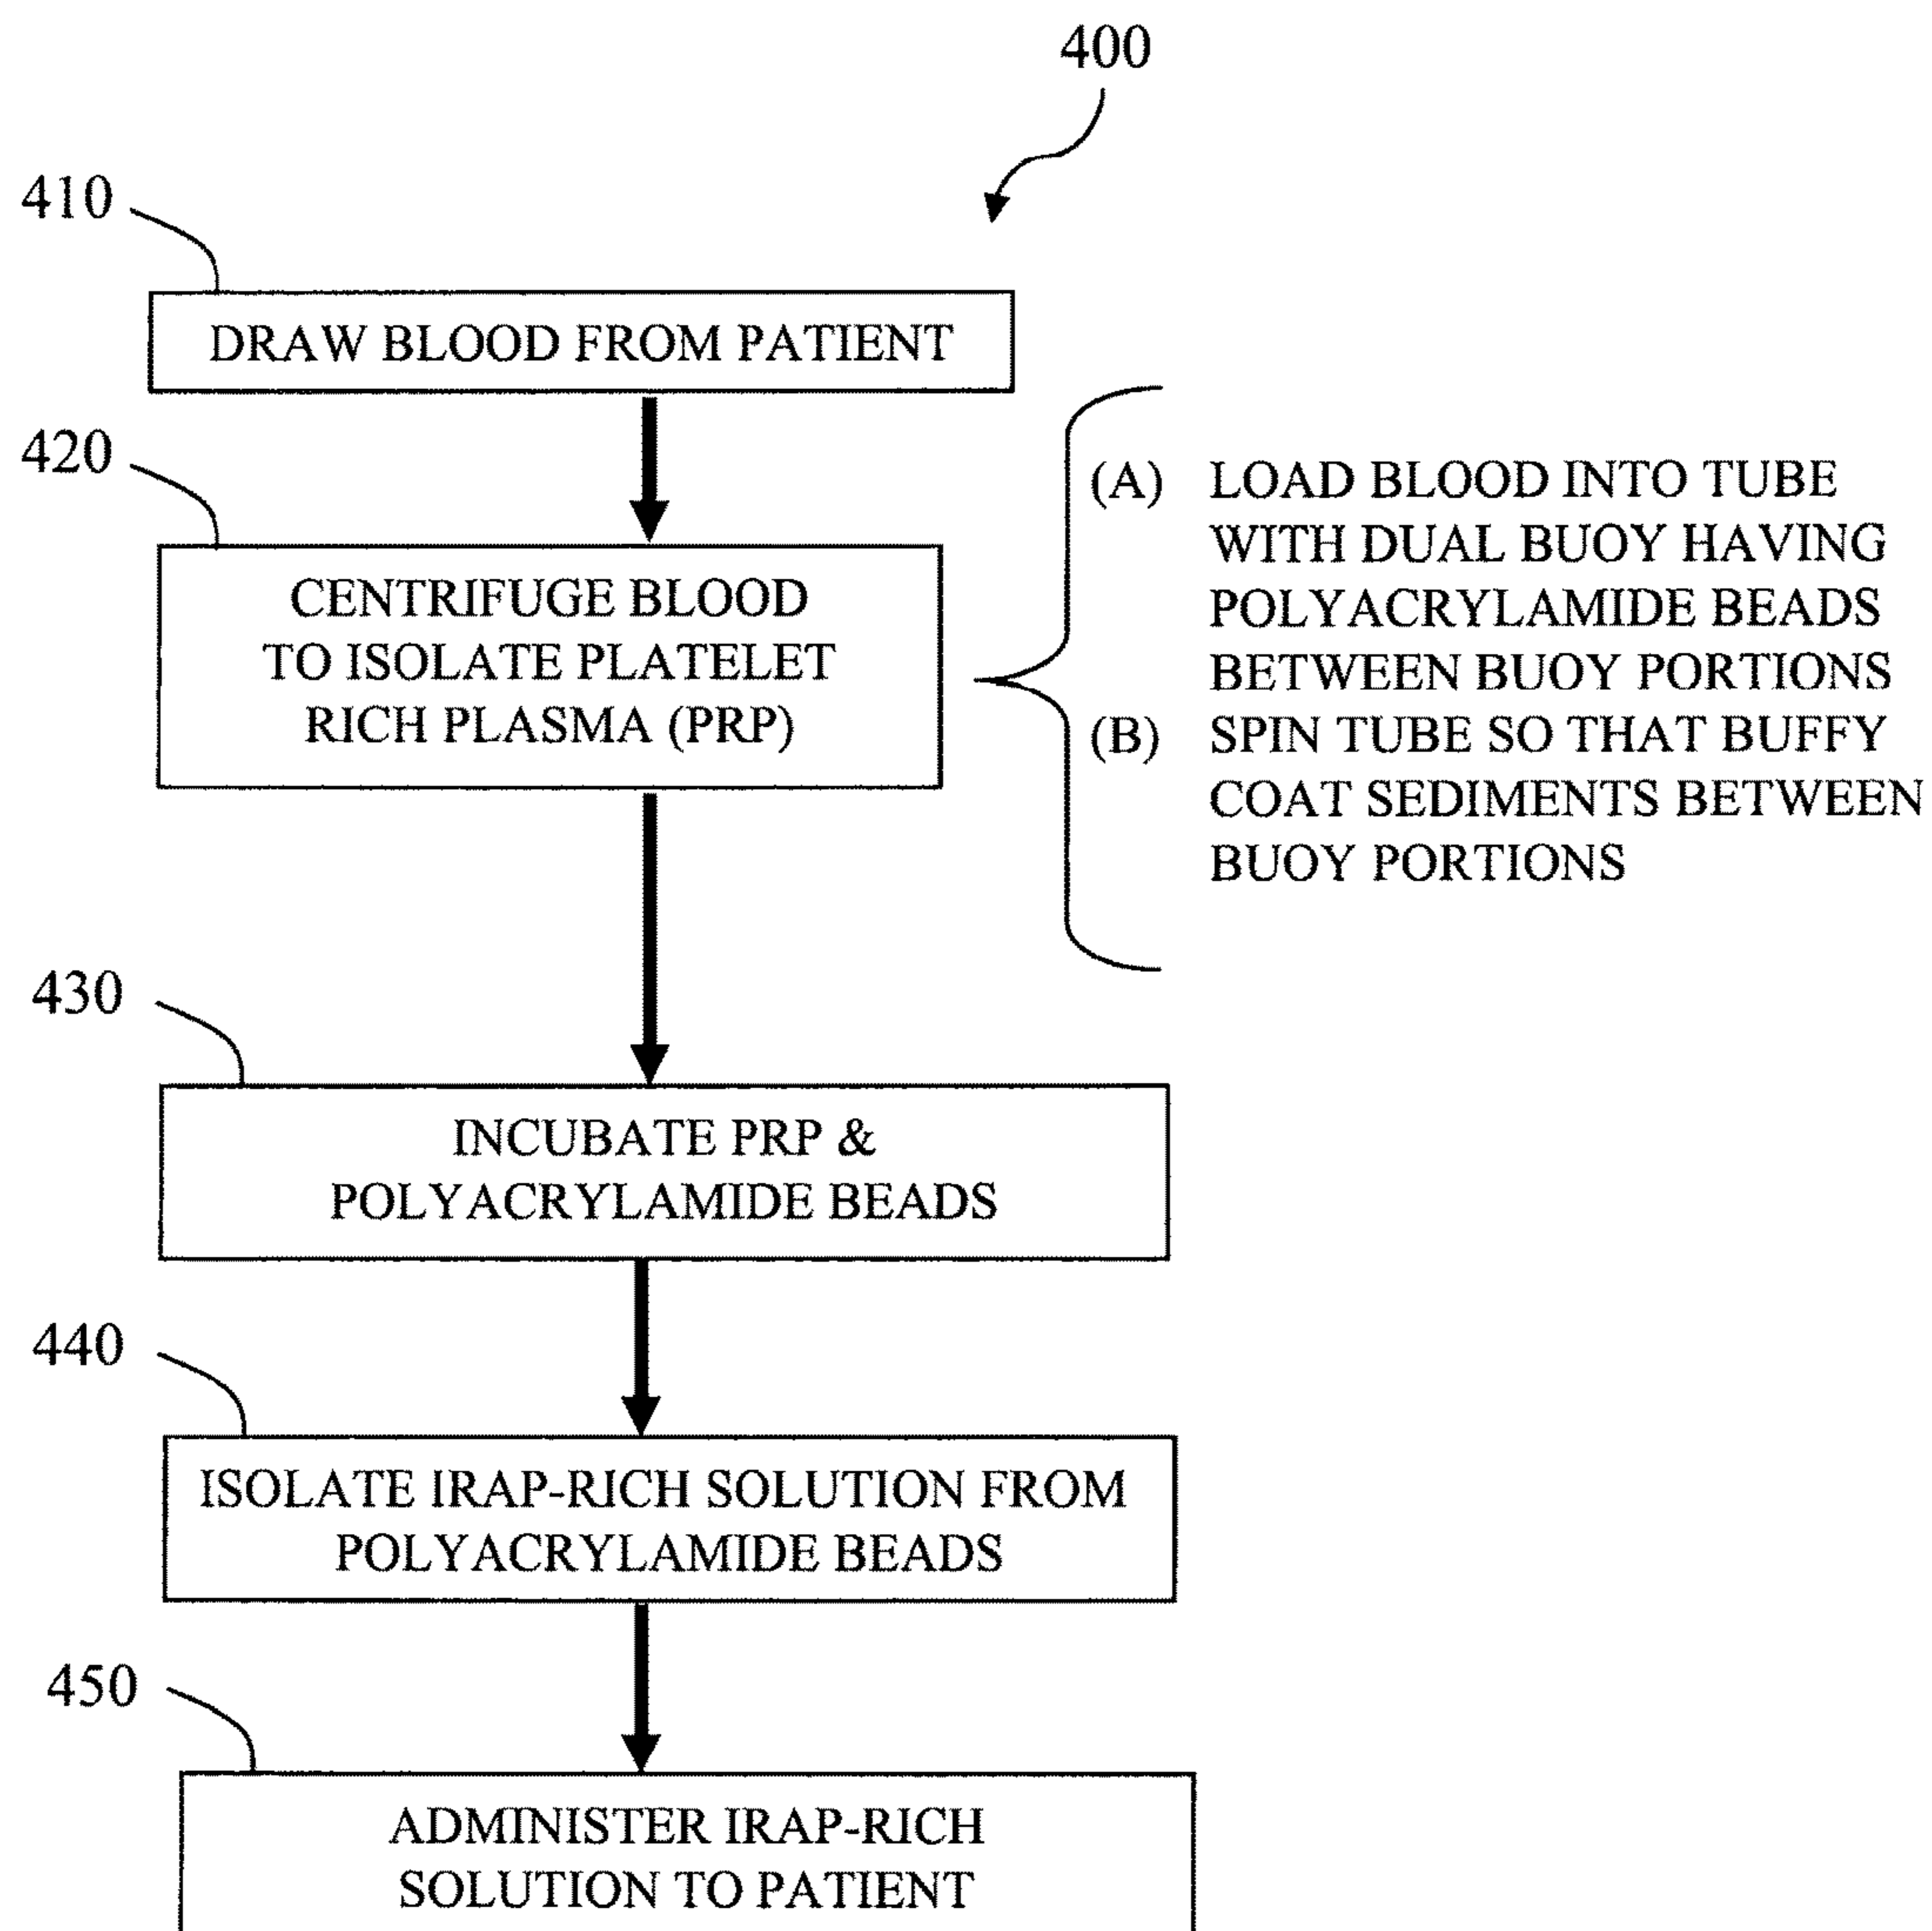 400
410
DRAW BLOOD FROM PATIENT
420
CENTRIFUGE BLOOD
TO ISOLATE PLATELET
RICH PLASMA (PRP)
(A) LOAD BLOOD INTO TUBE
WITH DUAL BUOY HAVING
POLYACRYLAMIDE BEADS
BETWEEN BUOY PORTIONS
(B) SPIN TUBE SO THAT BUFFY
COAT SEDIMENTS BETWEEN
BUOY PORTIONS
430
INCUBATE PRP &
POLYACRYLAMIDE BEADS
440
ISOLATE IRAP-RICH SOLUTION FROM
POLYACRYLAMIDE BEADS
450
ADMINISTER IRAP-RICH
SOLUTION TO PATIENT